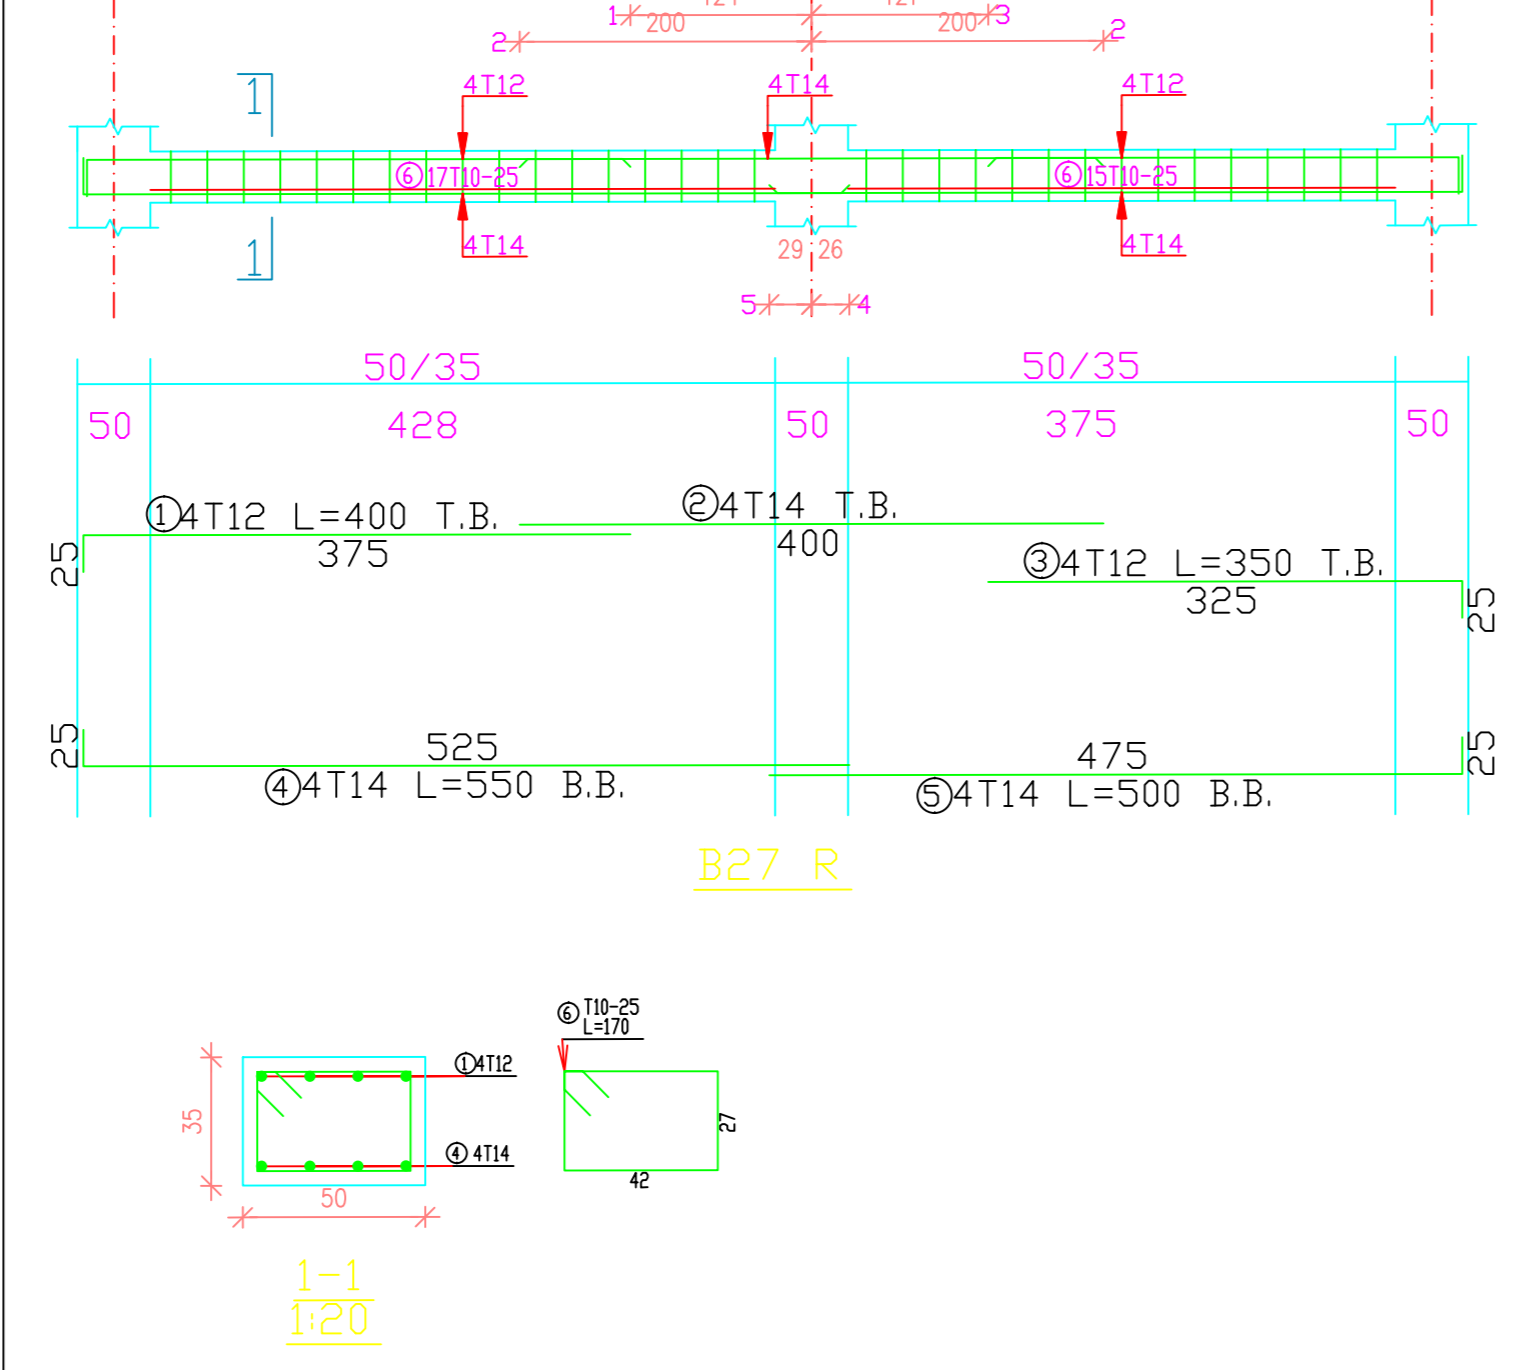 1 3
200 200
2 2
1 4T12 4T14 4T12
⑥17T10-25 ⑥15T10-25
1 4T14 29 26 4T14
5 4
50/35 50/35
50 428 50 375 50
①4T12 L=400 T.B. ②4T14 T.B.
25 375 400
③4T12 L=350 T.B.
325 25
25 525 475 25
④4T14 L=550 B.B. ⑤4T14 L=500 B.B.
B27 R
⑥ T10-25
L=170
①4T12
35 27
④ 4T14
50 42
1-1
1:20